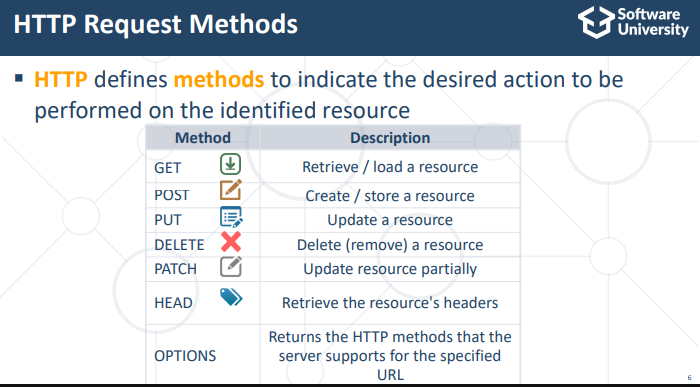 HTTP Request Methods
Software
University
▪ HTTP defines methods to indicate the desired action to be
performed on the identified resource
Method Description
GET Retrieve / load a resource
POST Create / store a resource
PUT Update a resource
DELETE Delete (remove) a resource
PATCH Update resource partially
HEAD Retrieve the resource's headers
OPTIONS Returns the HTTP methods that the
server supports for the specified
URL
6